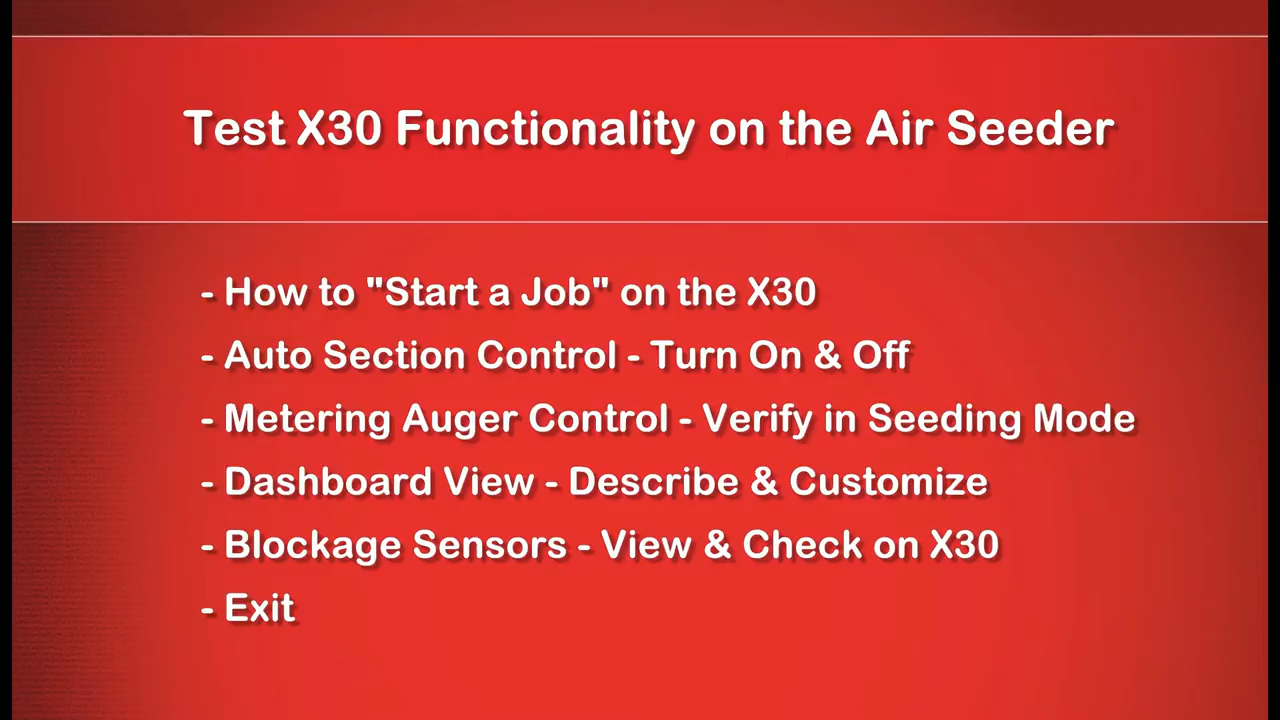 Test X30 Functionality on the Air Seeder
- How to "Start a Job" on the X30
- Auto Section Control - Turn On & Off
- Metering Auger Control - Verify in Seeding Mode
- Dashboard View - Describe & Customize
- Blockage Sensors - View & Check on X30
- Exit